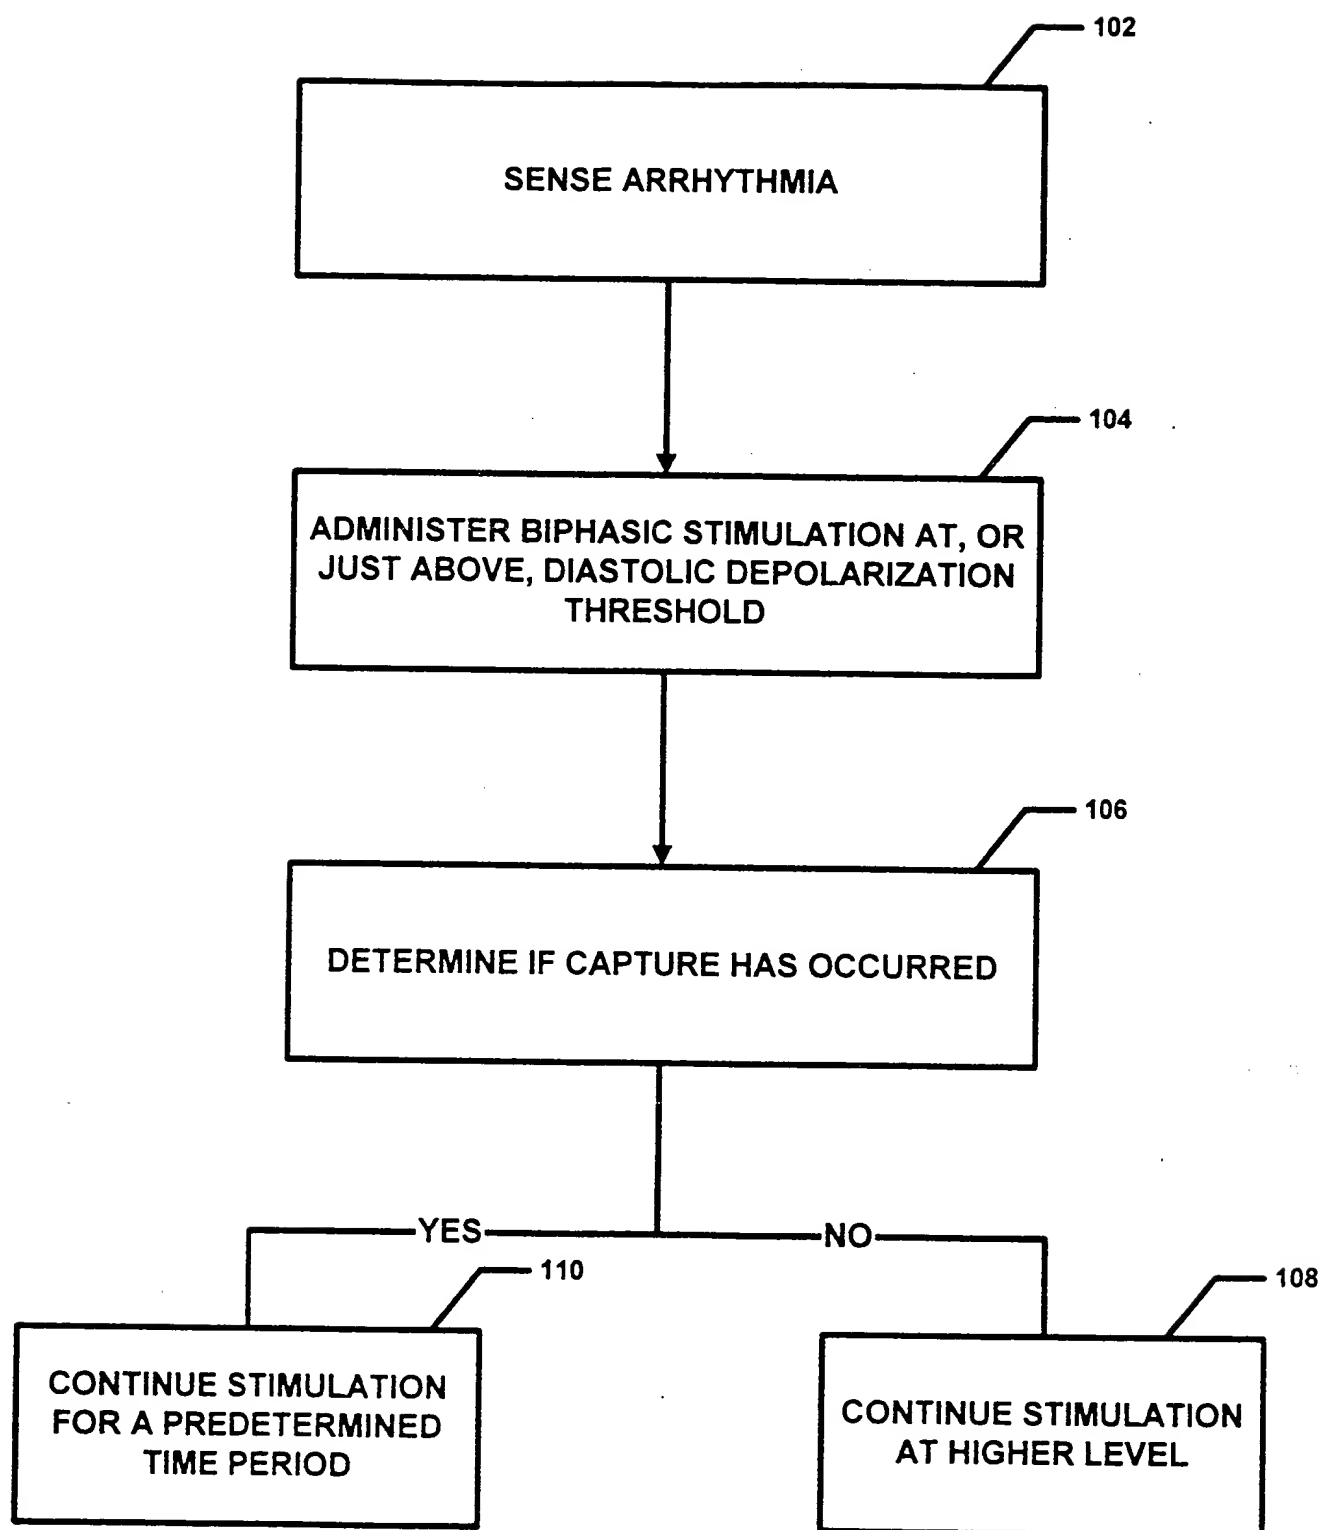 102
SENSE ARRHYTHMIA
104
ADMINISTER BIPHASIC STIMULATION AT, OR
JUST ABOVE, DIASTOLIC DEPOLARIZATION
THRESHOLD
106
DETERMINE IF CAPTURE HAS OCCURRED
YES
NO
110
108
CONTINUE STIMULATION
FOR A PREDETERMINED
TIME PERIOD
CONTINUE STIMULATION
AT HIGHER LEVEL